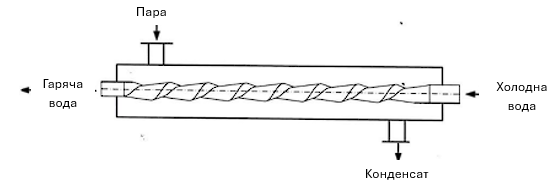 Пара
Гаряча
вода
Холодна
вода
Конденсат